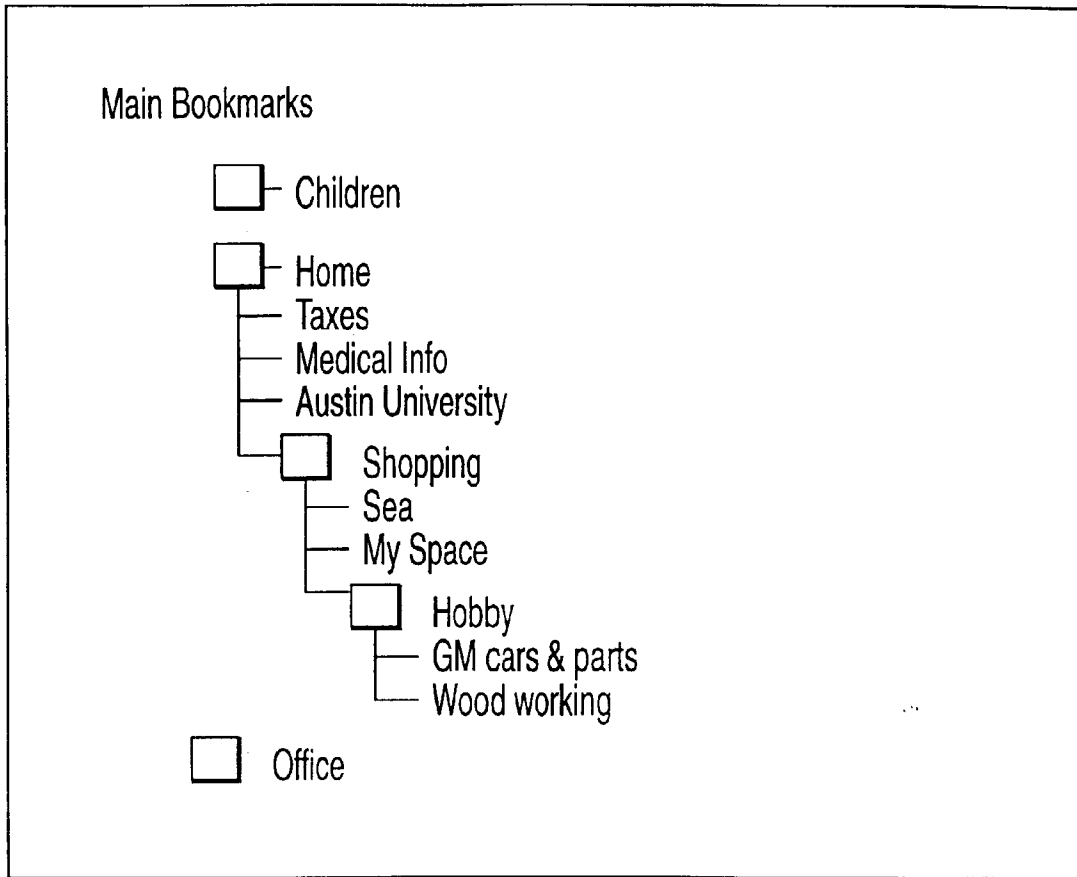 Main Bookmarks
Children
Home
Taxes
Medical Info
Austin University
Shopping
Sea
My Space
Hobby
GM cars & parts
Wood working
Office